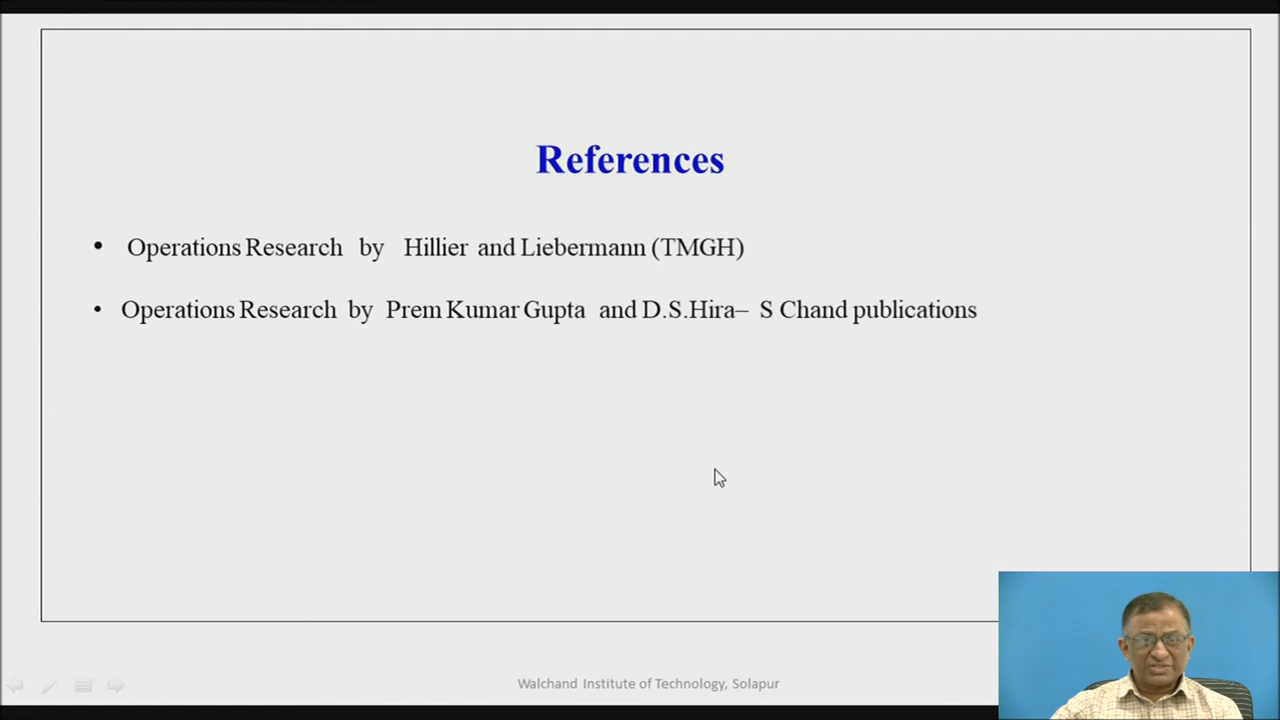 References
• Operations Research by Hillier and Liebermann (TMGH)
• Operations Research by Prem Kumar Gupta and D.S.Hira– S Chand publications
Walchand Institute of Technology, Solapur